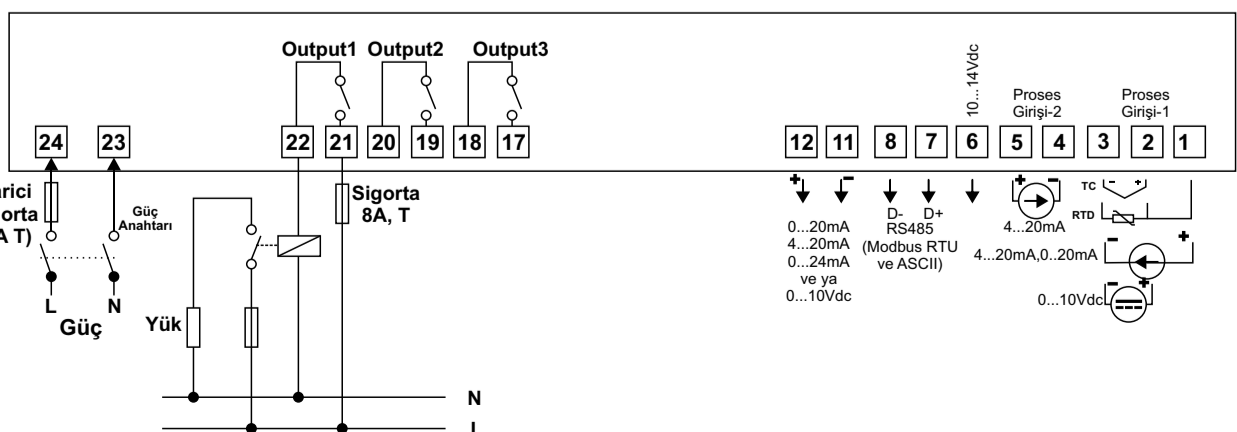 Output1 Output2 Output3
10...14Vdc
Proses
Girişi-2
Proses
Girişi-1
24 23 22 21 20 19 18 17 12 11 8 7 6 5 4 3 2 1
Güç
Anahtarı
L N
Güç
Sigorta
8A, T
Yük
N
+ -
0...20mA
4...20mA
0...24mA
ve ya
0...10Vdc
D- D+
RS485
(Modbus RTU
ve ASCII)
+ -
4...20mA
TC - +
RTD
- +
4...20mA,0..20mA
- +
0...10Vdc